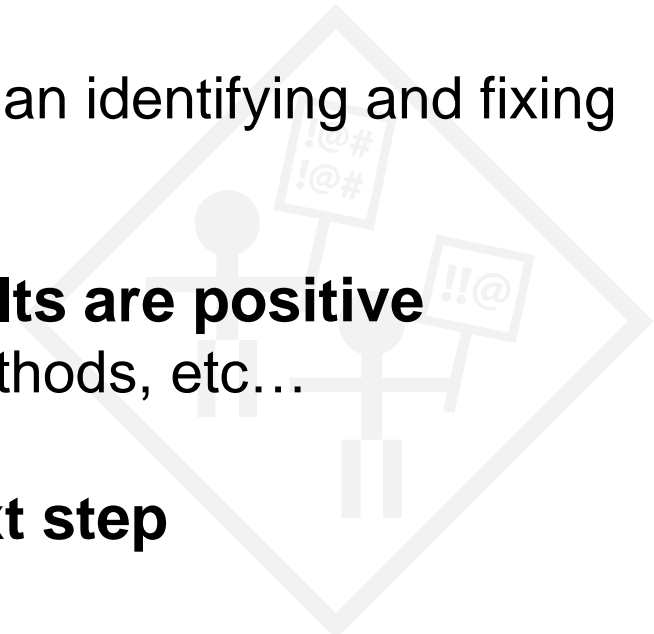 an identifying and fixing
!@#
!@#
!!@
lts are positive
thods, etc…
t step